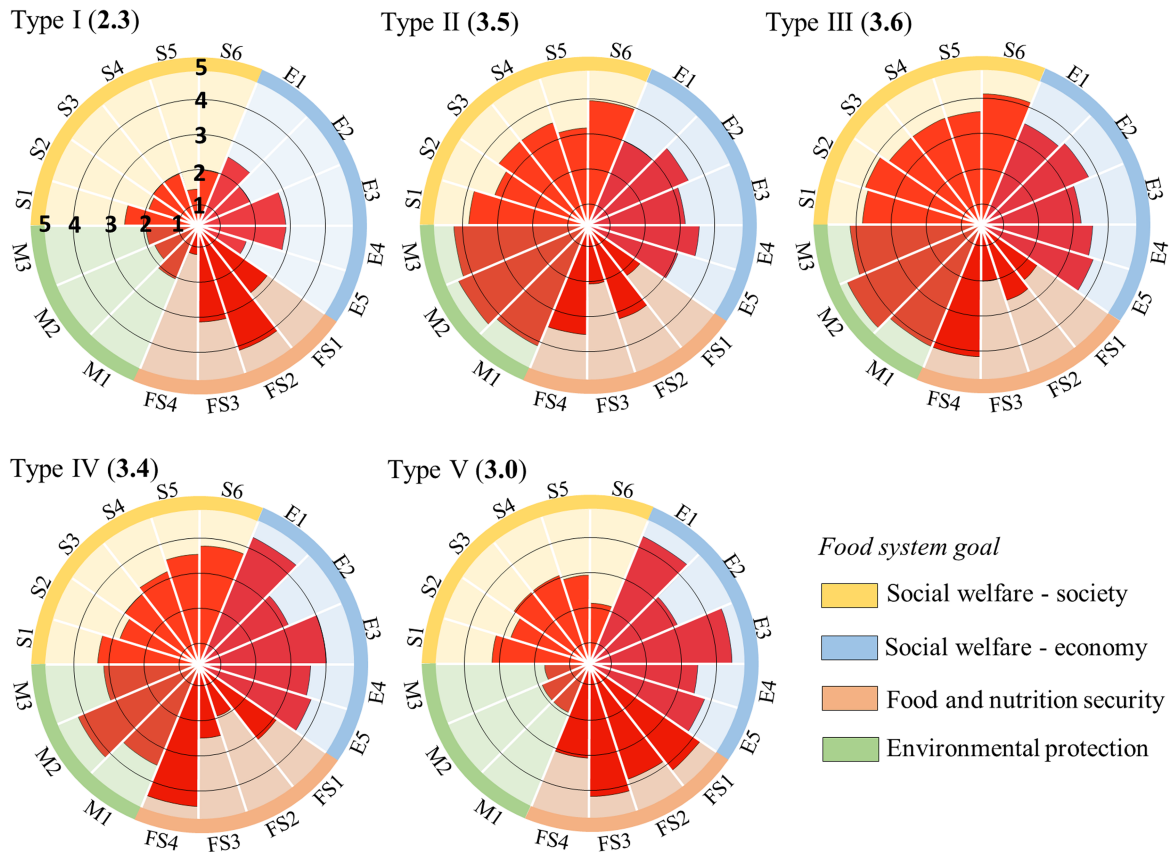 Type I (2.3)
S1
S2
S3
S4
S5
S6
E1
E2
E3
E4
E5
FS1
FS2
FS3
FS4
M1
M2
M3
5
4
3
2
1
5 4 3 2 1
Type II (3.5)
S1
S2
S3
S4
S5
S6
E1
E2
E3
E4
E5
FS1
FS2
FS3
FS4
M1
M2
M3
Type III (3.6)
S1
S2
S3
S4
S5
S6
E1
E2
E3
E4
E5
FS1
FS2
FS3
FS4
M1
M2
M3
Type IV (3.4)
S1
S2
S3
S4
S5
S6
E1
E2
E3
E4
E5
FS1
FS2
FS3
FS4
M1
M2
M3
Type V (3.0)
S1
S2
S3
S4
S5
S6
E1
E2
E3
E4
E5
FS1
FS2
FS3
FS4
M1
M2
M3
Food system goal
Social welfare - society
Social welfare - economy
Food and nutrition security
Environmental protection